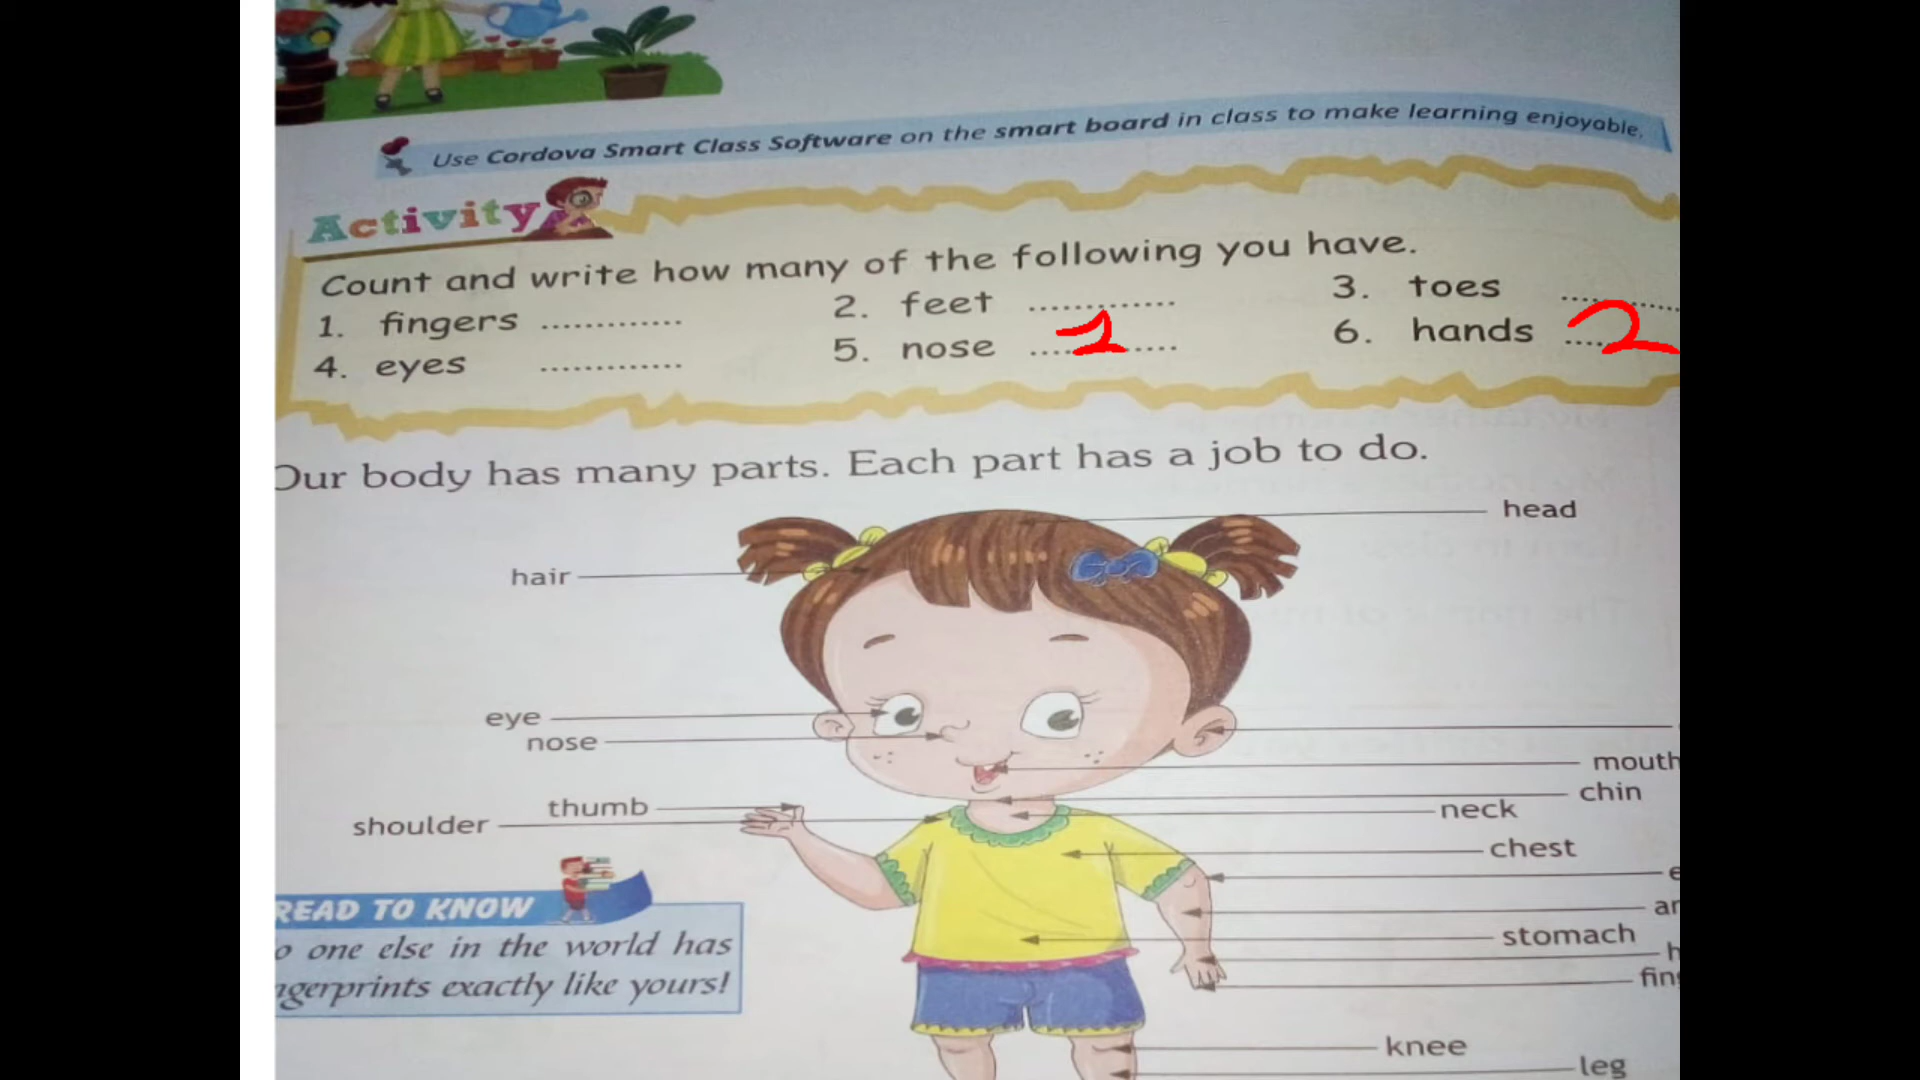 Use Cordova Smart Class Software on the smart board in class to make learning enjoyable.
Activity
Count and write how many of the following you have.
1. fingers .............
2. feet .............
3. toes .............
4. eyes .............
5. nose 1
6. hands 2
Our body has many parts. Each part has a job to do.
head
hair
eye
nose
mouth
chin
thumb
neck
shoulder
chest
stomach
READ TO KNOW
one else in the world has
exactly like yours!
knee
leg